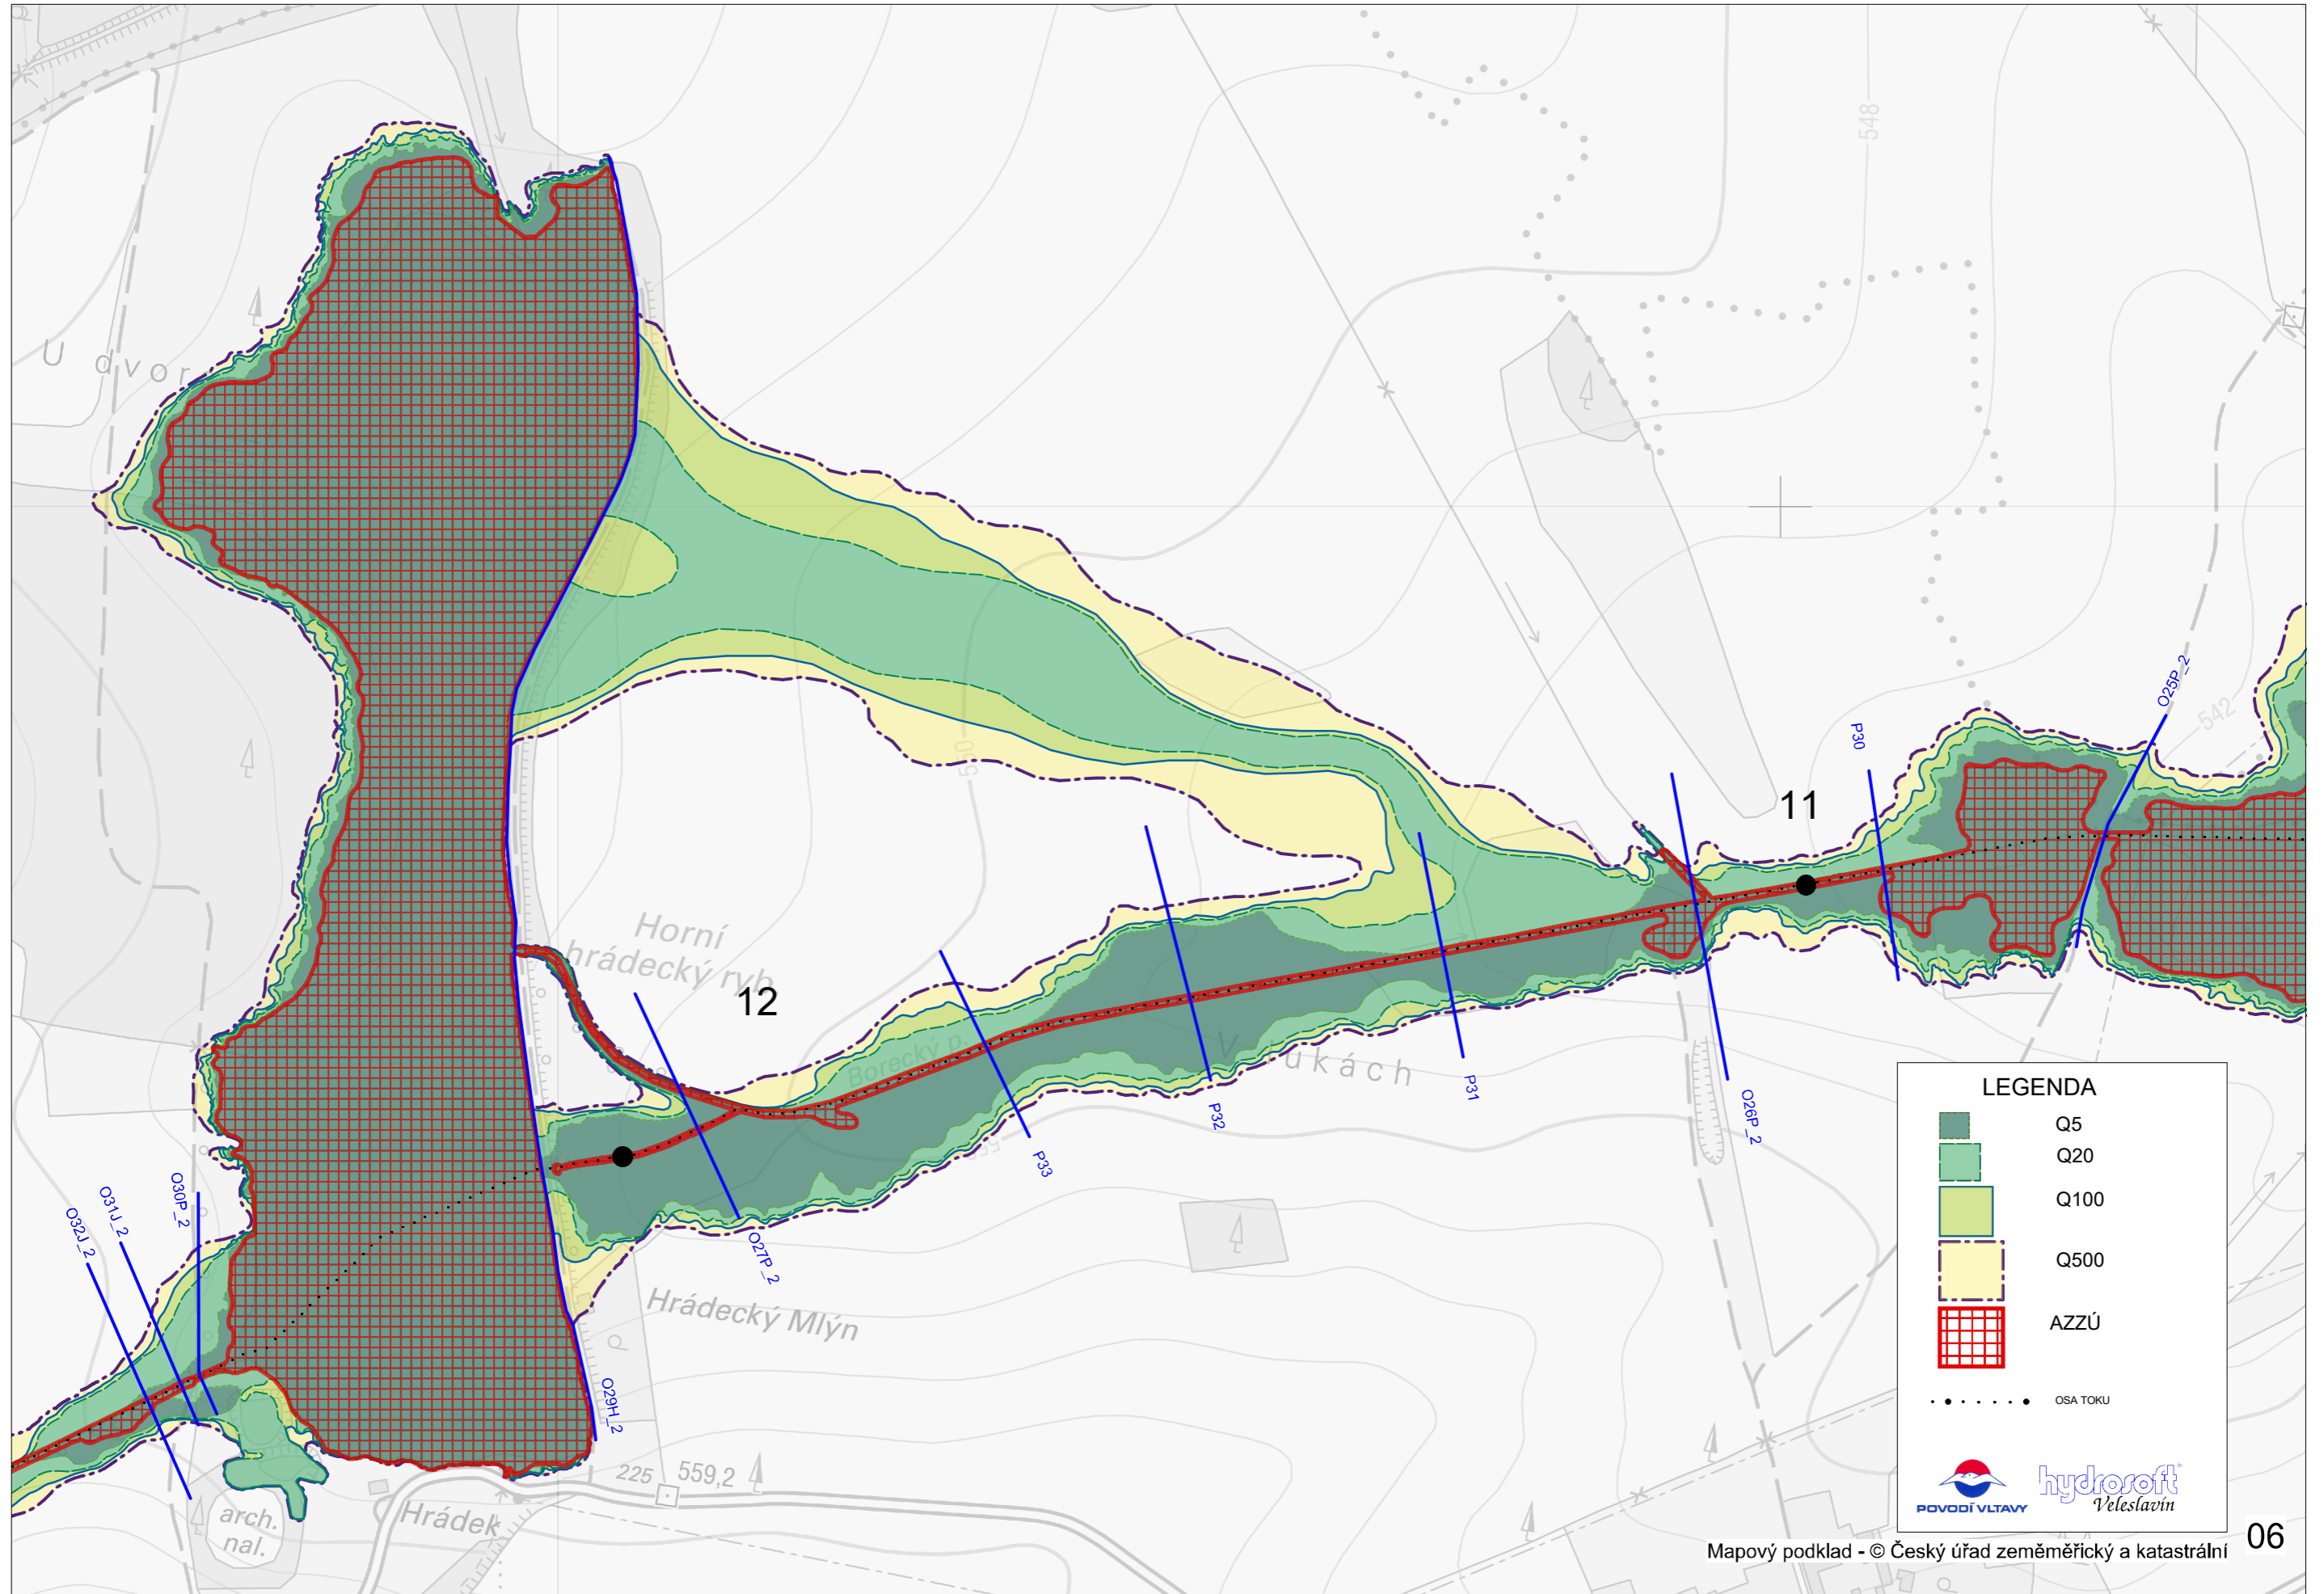 548
U dvor
O25P_2
542
P30
11
Horní
hrádecký ryb.
12
Borecký p.
V Lukách
P31
P32
P33
O26P_2
O27P_2
O30P_2
O31J_2
O32J_2
O29H_2
Hrádecký Mlýn
225
559,2
Hrádek
arch.
nal.
LEGENDA
Q5
Q20
Q100
Q500
AZZÚ
OSA TOKU
POVODÍ VLTAVY
hydrosoft
Veleslavín
Mapový podklad - © Český úřad zeměměřický a katastrální
06